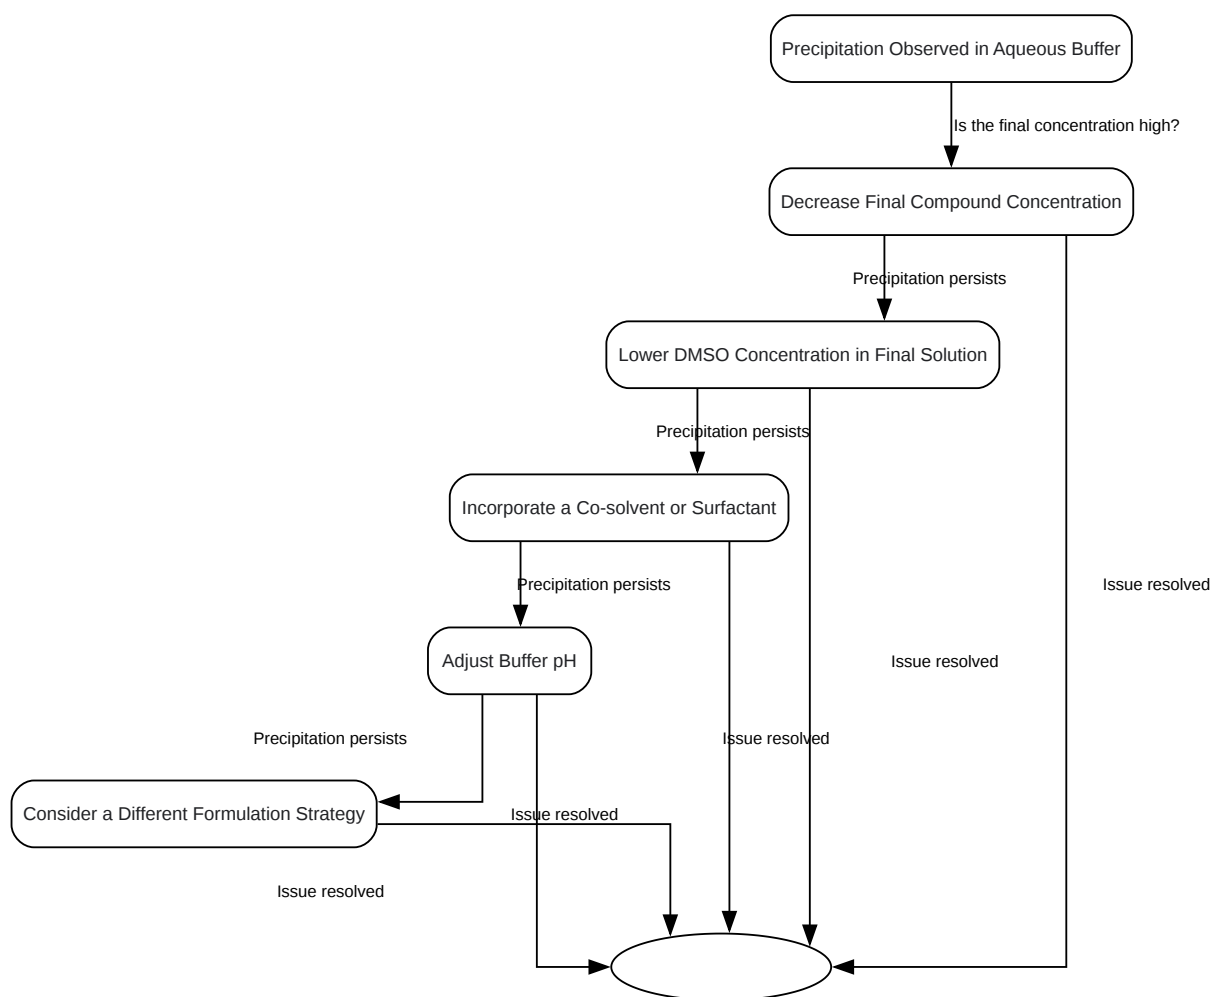 Precipitation Observed in Aqueous Buffer
Is the final concentration high?
Decrease Final Compound Concentration
Precipitation persists
Lower DMSO Concentration in Final Solution
Precipitation persists
Incorporate a Co-solvent or Surfactant
Precipitation persists
Issue resolved
Adjust Buffer pH
Issue resolved
Precipitation persists
Issue resolved
Consider a Different Formulation Strategy
Issue resolved
Issue resolved